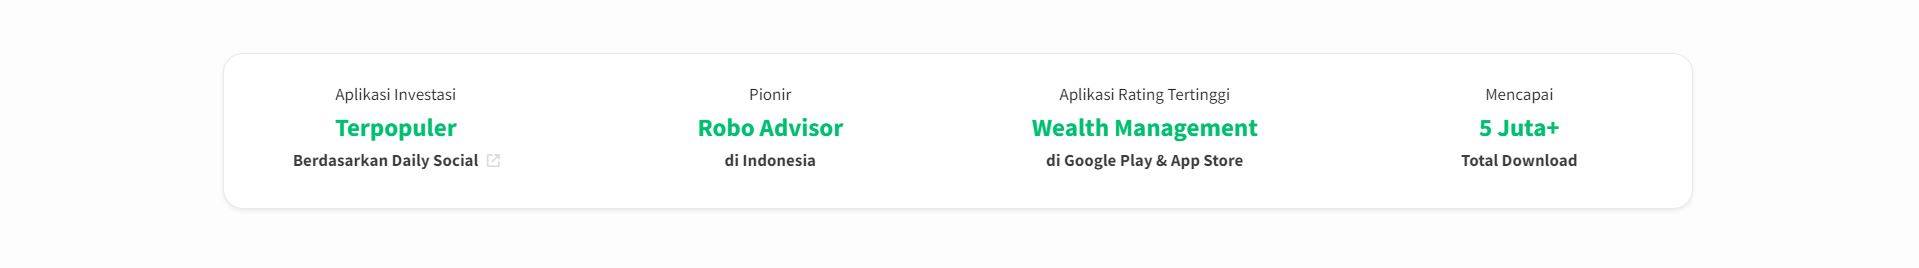 Aplikasi Investasi
Terpopuler
Berdasarkan Daily Social
Pionir
Robo Advisor
di Indonesia
Aplikasi Rating Tertinggi
Wealth Management
di Google Play & App Store
Mencapai
5 Juta+
Total Download